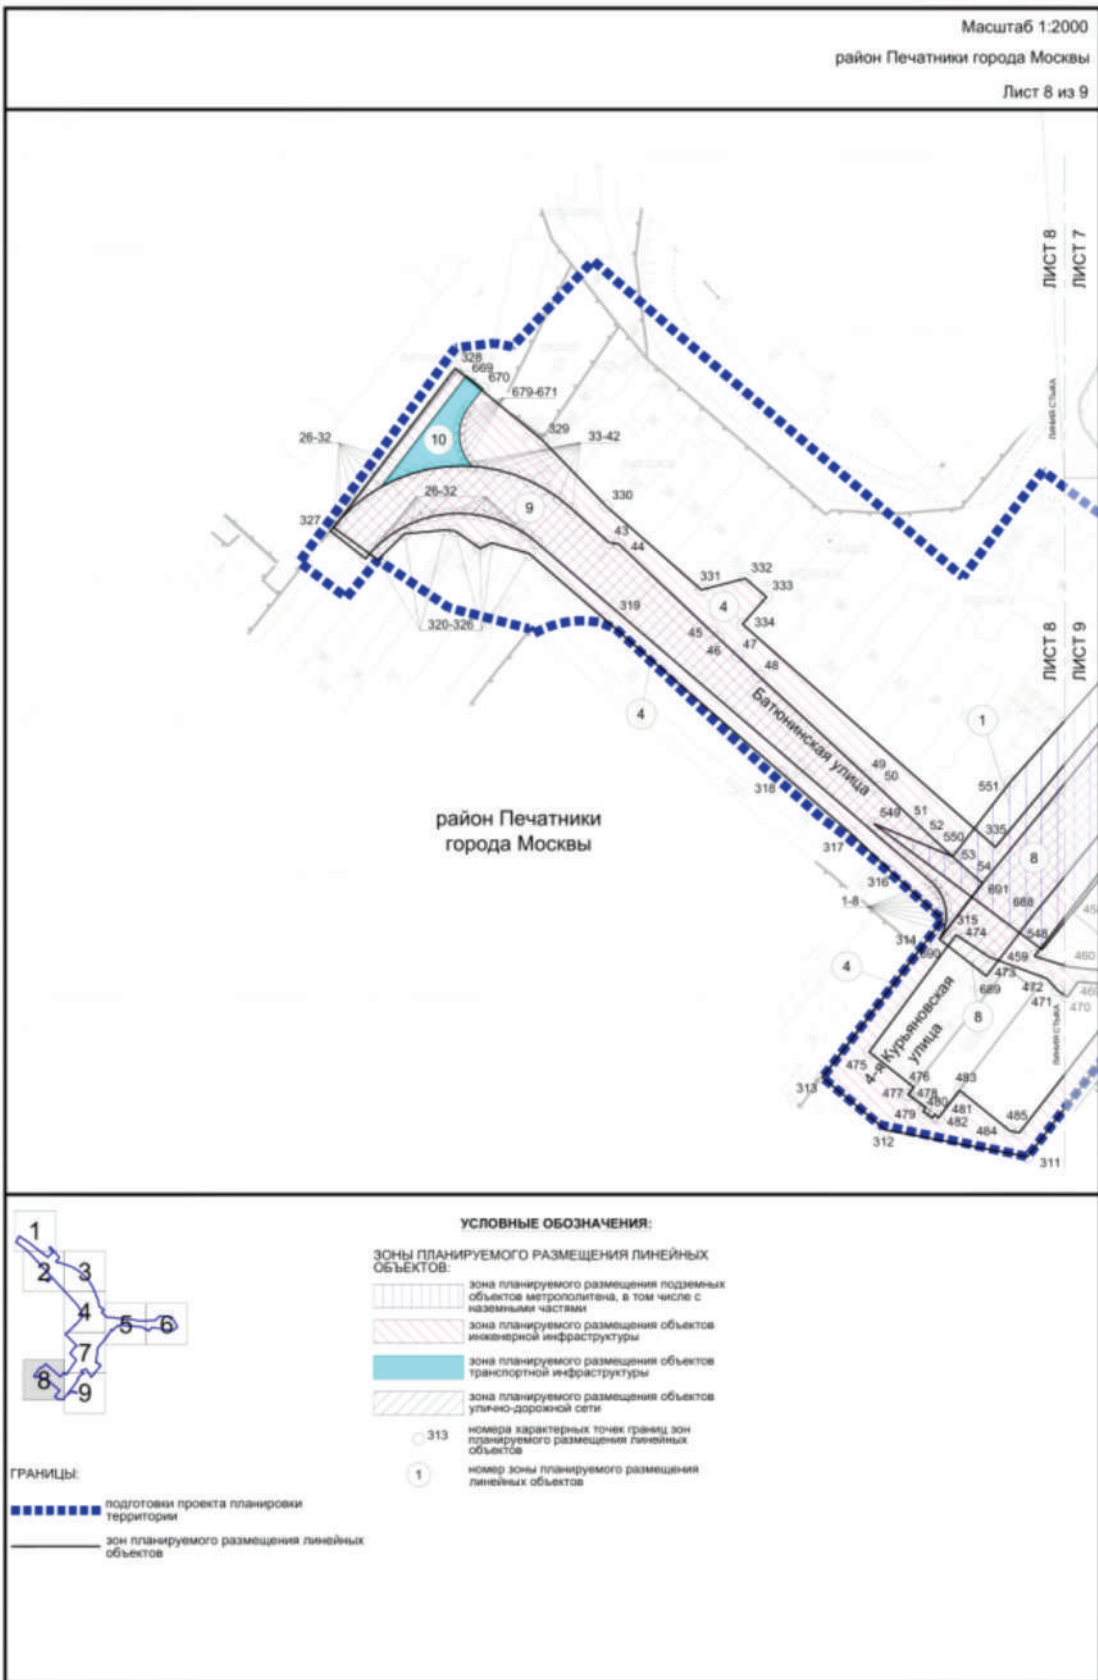 Масштаб 1:2000
район Печатники города Москвы
Лист 8 из 9
ЛИСТ 8
ЛИСТ 7
ЛИНИЯ СТЫКА
328
669
670
679-671
10
329
26-32
33-42
26-32
9
330
327
43
44
331
332
333
4
319
334
320-326
45
46
47
48
ЛИСТ 8
ЛИСТ 9
4
Батюнинская улица
1
49
50
318
551
549
51
52
335
550
район Печатники
города Москвы
317
53
54
8
316
691
1-8
688
315
474
548
314
690
459
460
4
473
472
689
471
470
8
4-я Курьяновская
улица
ЛИНИЯ СТЫКА
475
476
483
313
477
478
480
481
479
482
484
485
312
311
1
2
3
4
5
6
7
8
9
УСЛОВНЫЕ ОБОЗНАЧЕНИЯ:
ЗОНЫ ПЛАНИРУЕМОГО РАЗМЕЩЕНИЯ ЛИНЕЙНЫХ
ОБЪЕКТОВ:
зона планируемого размещения подземных
объектов метрополитена, в том числе с
наземными частями
зона планируемого размещения объектов
инженерной инфраструктуры
зона планируемого размещения объектов
транспортной инфраструктуры
зона планируемого размещения объектов
улично-дорожной сети
313
номера характерных точек границ зон
планируемого размещения линейных
объектов
1
номер зоны планируемого размещения
линейных объектов
ГРАНИЦЫ:
подготовки проекта планировки
территории
зон планируемого размещения линейных
объектов